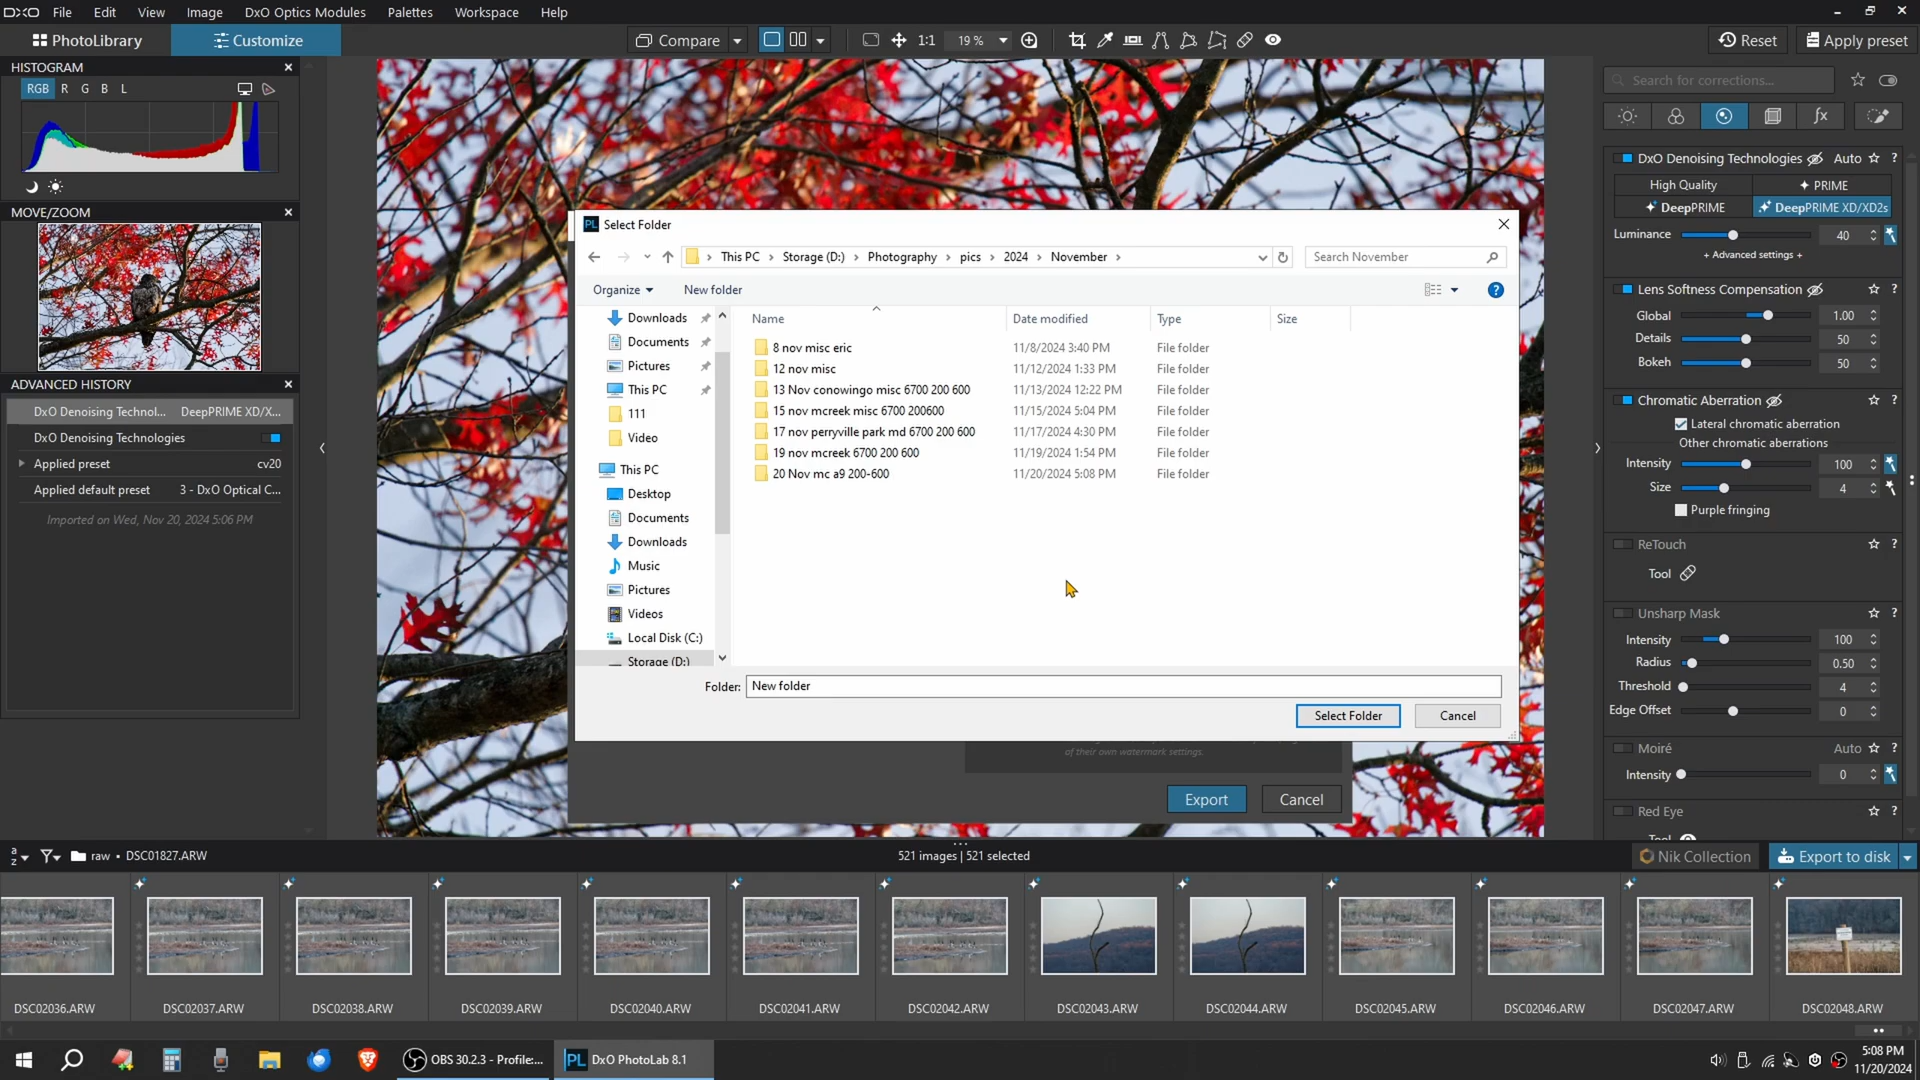 DXO File Edit View Image DxO Optics Modules Palettes Workspace Help
PhotoLibrary Customize Compare 1:1 19 % Reset Apply preset
HISTOGRAM
RGB R G B L
MOVE/ZOOM
ADVANCED HISTORY
DxO Denoising Technol... DeepPRIME XD/X...
DxO Denoising Technologies
Applied preset cv20
Applied default preset 3 - DxO Optical C...
Imported on Wed, Nov 20, 2024 5:06 PM
PL Select Folder
This PC Storage (D:) Photography pics 2024 November Search November
Organize New folder
Downloads
Documents
Pictures
This PC
111
Video
This PC
Desktop
Documents
Downloads
Music
Pictures
Videos
Local Disk (C:)
Storage (D:)
Name Date modified Type Size
8 nov misc eric 11/8/2024 3:40 PM File folder
12 nov misc 11/12/2024 1:33 PM File folder
13 Nov conowingo misc 6700 200 600 11/13/2024 12:22 PM File folder
15 nov mcreek misc 6700 200600 11/15/2024 5:04 PM File folder
17 nov perryville park md 6700 200 600 11/17/2024 4:30 PM File folder
19 nov mcreek 6700 200 600 11/19/2024 1:54 PM File folder
20 Nov mc a9 200-600 11/20/2024 5:08 PM File folder
Folder: New folder
Select Folder Cancel
of their own watermark settings.
Export Cancel
Search for corrections...
fx
DxO Denoising Technologies Auto ?
High Quality PRIME
DeepPRIME DeepPRIME XD/XD2s
Luminance 40
+ Advanced settings +
Lens Softness Compensation ?
Global 1.00
Details 50
Bokeh 50
Chromatic Aberration ?
Lateral chromatic aberration
Other chromatic aberrations
Intensity 100
Size 4
Purple fringing
ReTouch ?
Tool
Unsharp Mask ?
Intensity 100
Radius 0.50
Threshold 4
Edge Offset 0
Moiré Auto ?
Intensity 0
Red Eye ?
Tool
a
z
raw • DSC01827.ARW 521 images | 521 selected Nik Collection Export to disk
DSC02036.ARW DSC02037.ARW DSC02038.ARW DSC02039.ARW DSC02040.ARW DSC02041.ARW DSC02042.ARW DSC02043.ARW DSC02044.ARW DSC02045.ARW DSC02046.ARW DSC02047.ARW DSC02048.ARW
OBS 30.2.3 - Profile:... PL DxO PhotoLab 8.1
5:08 PM
11/20/2024